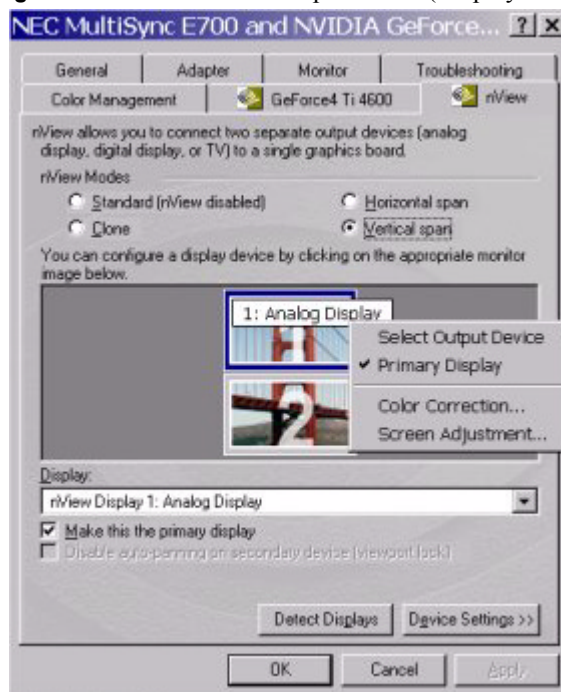 NEC MultiSync E700 and NVIDIA GeForce...
General Adapter Monitor Troubleshooting
Color Management GeForce4 Ti 4600 nView
nView allows you to connect two separate output devices (analog
display, digital display, or TV) to a single graphics board.
nView Modes
Standard (nView disabled) Horizontal span
Clone Vertical span
You can configure a display device by clicking on the appropriate monitor
image below.
1: Analog Display
1
Select Output Device
Primary Display
2
Color Correction...
Screen Adjustment...
Display:
nView Display 1: Analog Display
Make this the primary display
Disable auto-panning on secondary device (viewport lock)
Detect Displays Device Settings >>
OK Cancel Apply